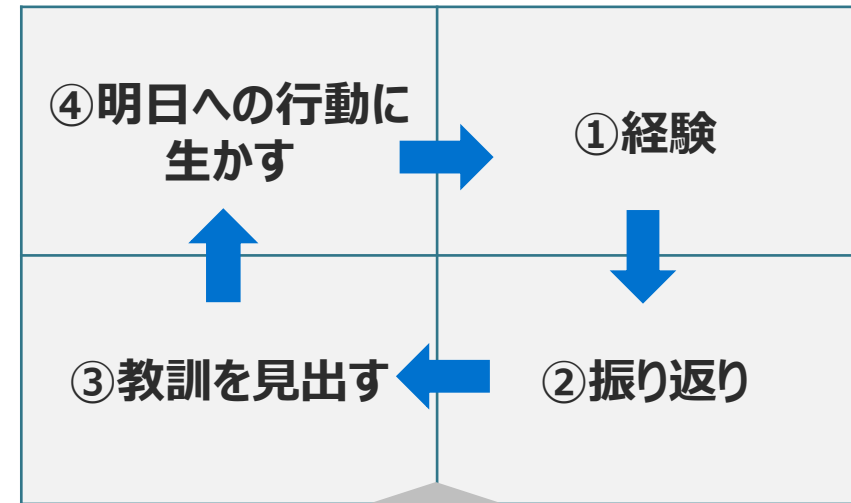 ④明日への行動に
生かす
①経験
③教訓を見出す
②振り返り